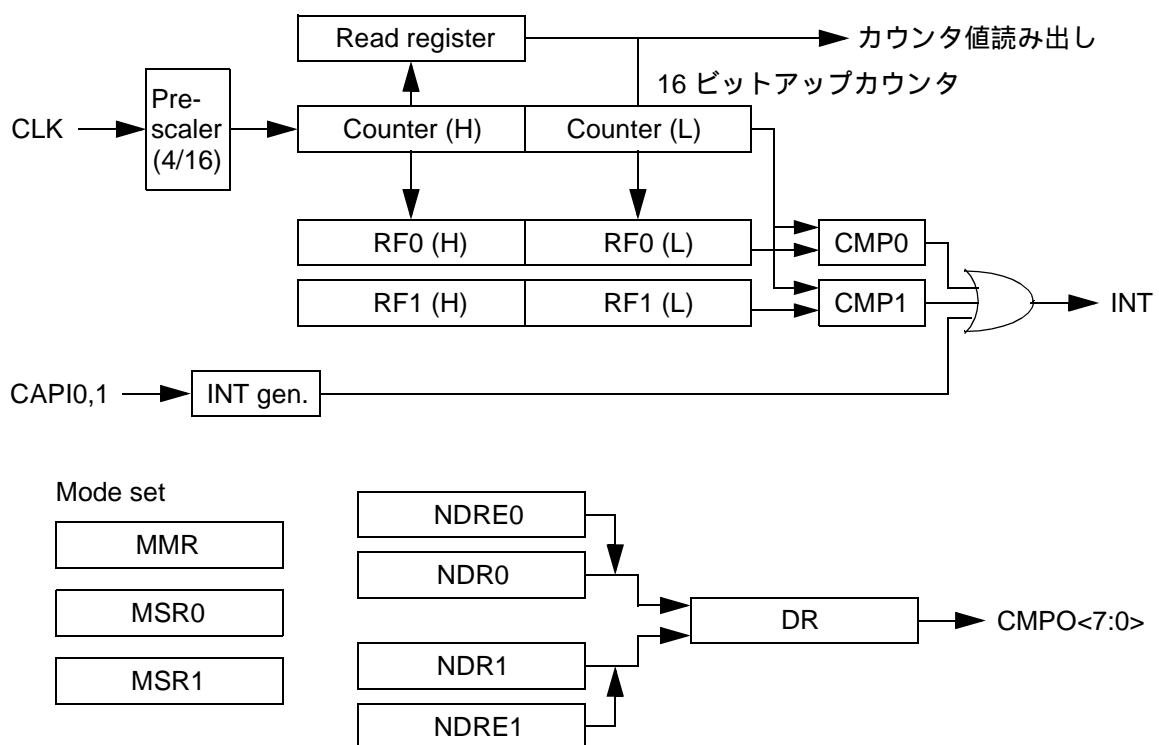 Read register
カウンタ値読み出し
16 ビットアップカウンタ
CLK
Pre-
scaler
(4/16)
Counter (H)
Counter (L)
RF0 (H)
RF0 (L)
CMP0
RF1 (H)
RF1 (L)
CMP1
INT
CAPI0,1
INT gen.
Mode set
MMR
MSR0
MSR1
NDRE0
NDR0
NDR1
NDRE1
DR
CMPO<7:0>